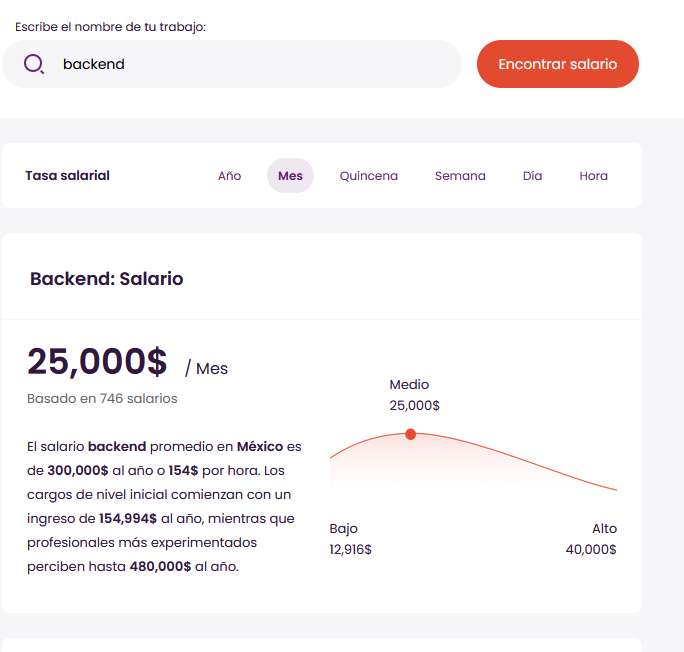 Escribe el nombre de tu trabajo:
backend
Encontrar salario
Tasa salarial
Año
Mes
Quincena
Semana
Día
Hora
Backend: Salario
25,000$ / Mes
Basado en 746 salarios
El salario backend promedio en México es
de 300,000$ al año o 154$ por hora. Los
cargos de nivel inicial comienzan con un
ingreso de 154,994$ al año, mientras que
profesionales más experimentados
perciben hasta 480,000$ al año.
Medio
25,000$
Bajo
12,916$
Alto
40,000$